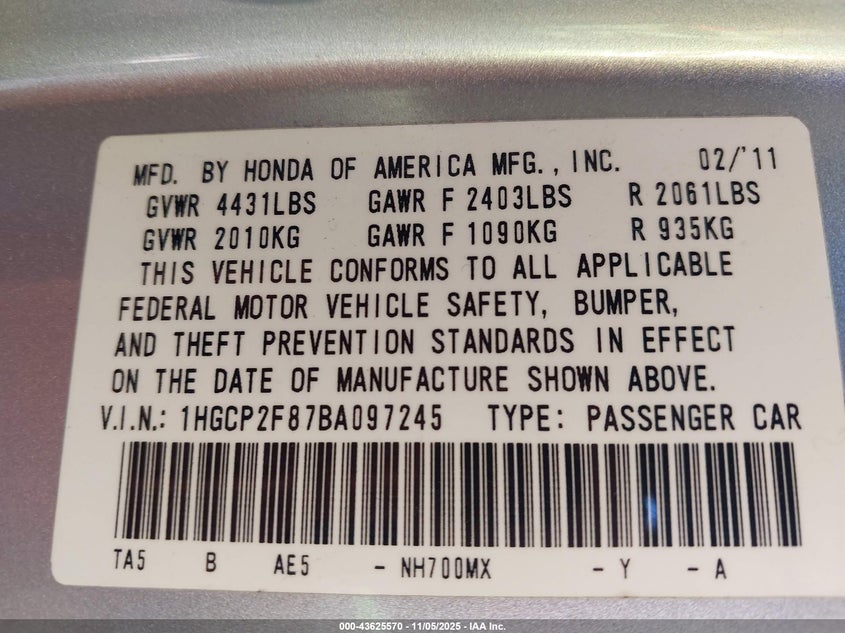 MFD. BY HONDA OF AMERICA MFG., INC. 02/'11
GVWR 4431LBS GAWR F 2403LBS R 2061LBS
GVWR 2010KG GAWR F 1090KG R 935KG
THIS VEHICLE CONFORMS TO ALL APPLICABLE
FEDERAL MOTOR VEHICLE SAFETY, BUMPER,
AND THEFT PREVENTION STANDARDS IN EFFECT
ON THE DATE OF MANUFACTURE SHOWN ABOVE.
V.I.N.: 1HGCP2F87BA097245 TYPE: PASSENGER CAR
TA5 B AE5 - NH700MX - Y - A
000-43625570 - 11/05/2025 - IAA Inc.